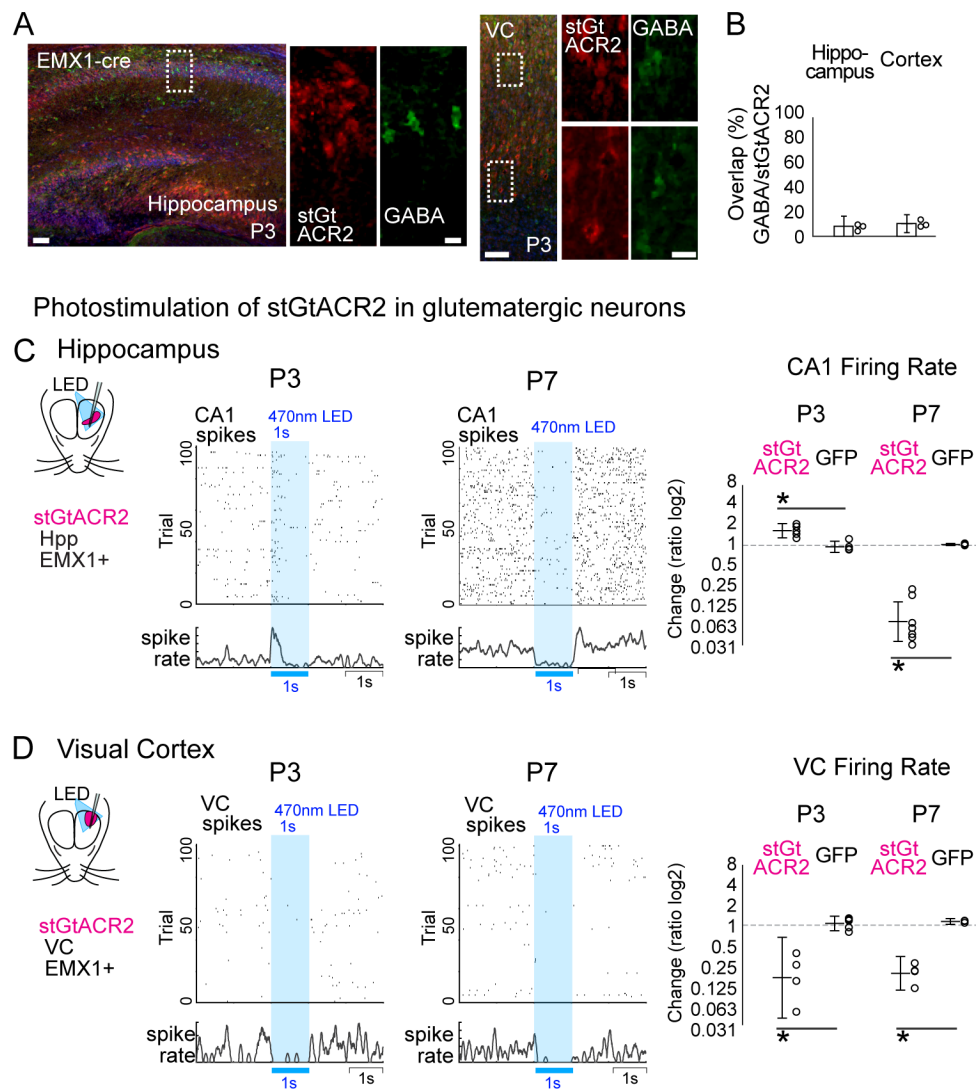 A
EMX1-cre
Hippocampus
P3
stGt
ACR2
GABA
VC
P3
stGt
ACR2
GABA
B
Hippo-
campus
Cortex
Overlap (%)
GABA/stGtACR2
100
80
60
40
20
0
Photostimulation of stGtACR2 in glutematergic neurons
C Hippocampus
LED
stGtACR2
Hpp
EMX1+
P3
CA1
spikes
470nm LED
1s
Trial
100
50
0
spike
rate
1s
1s
P7
CA1
spikes
470nm LED
Trial
100
50
0
spike
rate
1s
1s
CA1 Firing Rate
P3
P7
stGt
ACR2
GFP
stGt
ACR2
GFP
Change (ratio log2)
8
4
2
1
0.5
0.25
0.125
0.063
0.031
*
*
D Visual Cortex
LED
stGtACR2
VC
EMX1+
P3
VC
spikes
470nm LED
1s
Trial
100
50
0
spike
rate
1s
1s
P7
VC
spikes
470nm LED
1s
Trial
100
50
0
spike
rate
1s
1s
VC Firing Rate
P3
P7
stGt
ACR2
GFP
stGt
ACR2
GFP
Change (ratio log2)
8
4
2
1
0.5
0.25
0.125
0.063
0.031
*
*